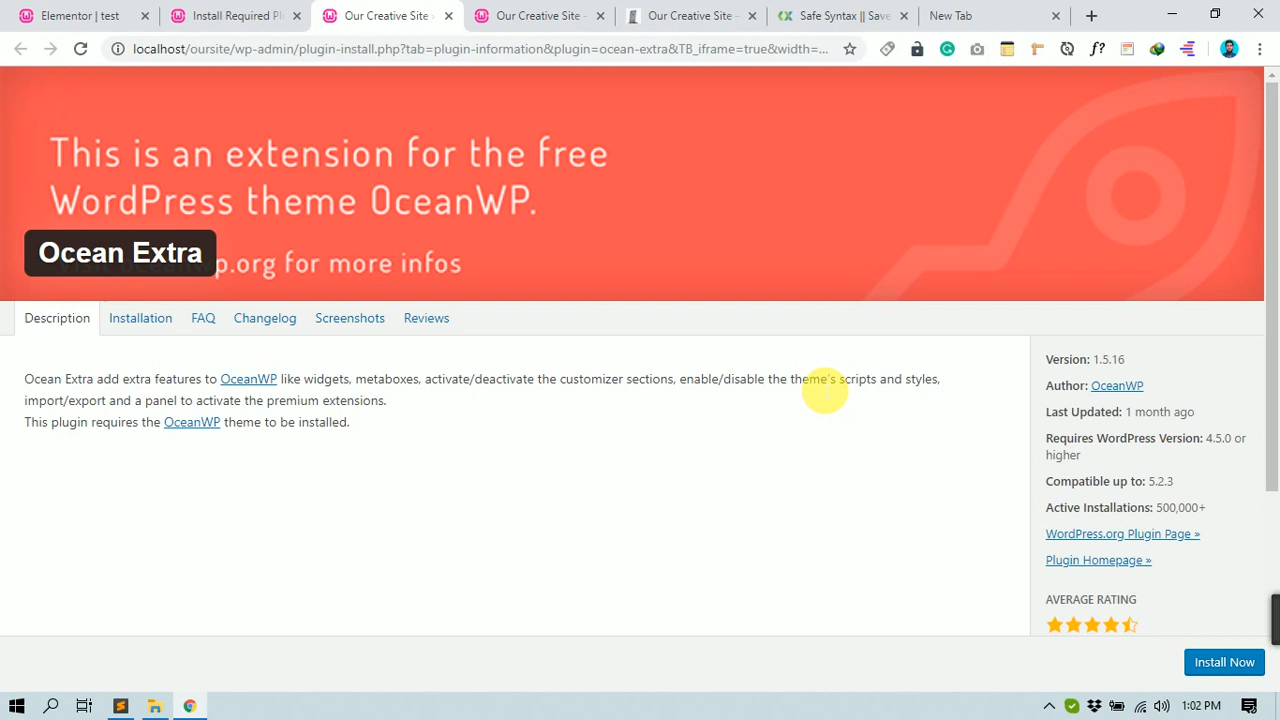 Elementor | test
Install Required Pl
Our Creative Site
Our Creative Site –
Our Creative Site –
Safe Syntax || Save
New Tab
localhost/oursite/wp-admin/plugin-install.php?tab=plugin-information&plugin=ocean-extra&TB_iframe=true&width=...
f?
This is an extension for the free
WordPress theme OceanWP.
Ocean Extra
p.org for more infos
Description
Installation
FAQ
Changelog
Screenshots
Reviews
Ocean Extra add extra features to OceanWP like widgets, metaboxes, activate/deactivate the customizer sections, enable/disable the theme's scripts and styles,
import/export and a panel to activate the premium extensions.
This plugin requires the OceanWP theme to be installed.
Version: 1.5.16
Author: OceanWP
Last Updated: 1 month ago
Requires WordPress Version: 4.5.0 or
higher
Compatible up to: 5.2.3
Active Installations: 500,000+
WordPress.org Plugin Page »
Plugin Homepage »
AVERAGE RATING
Install Now
1:02 PM